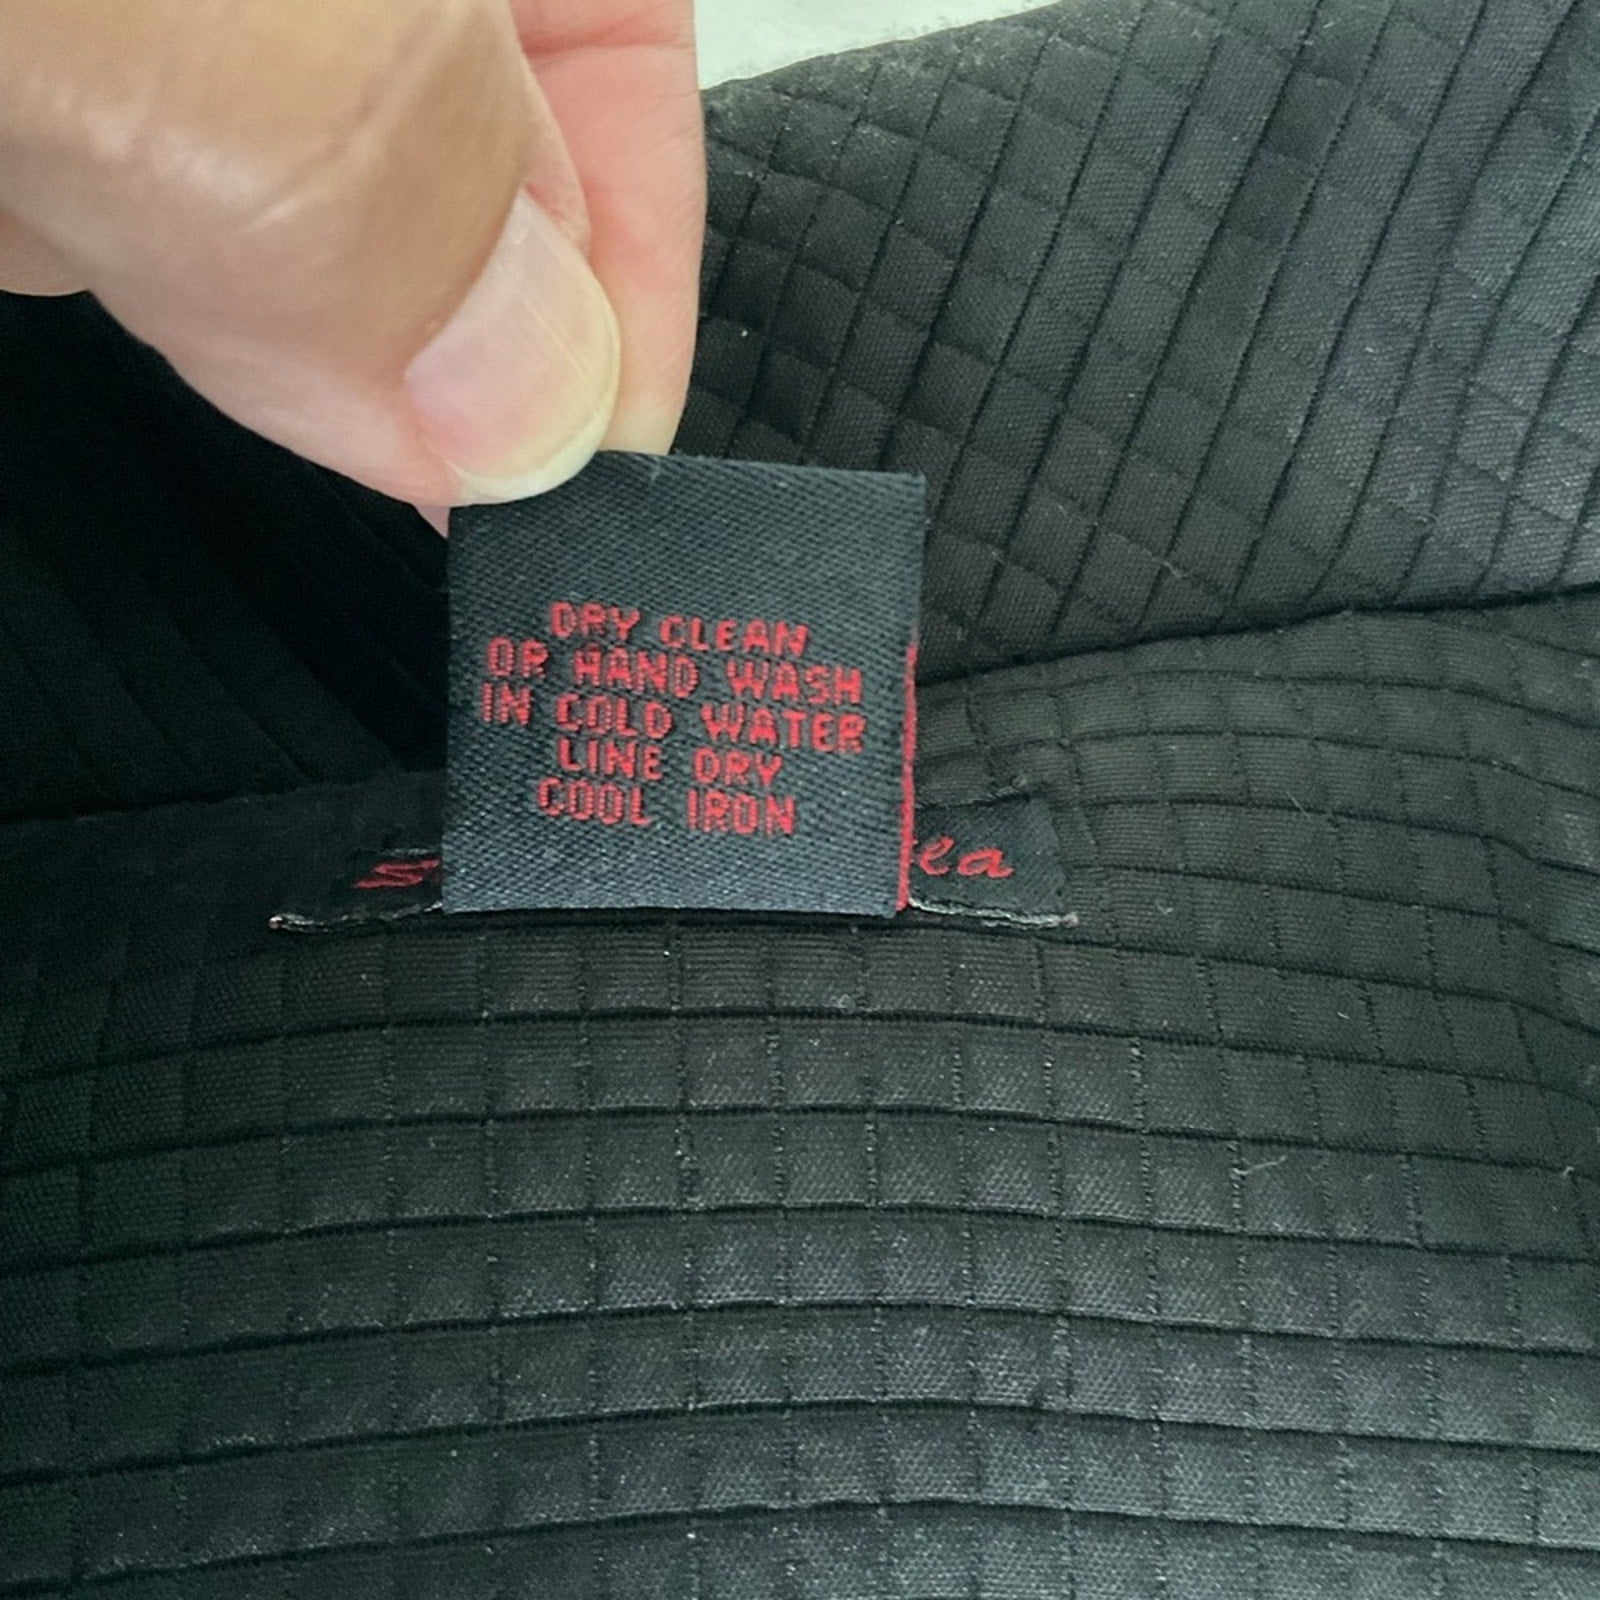 DRY CLEAN
OR HAND WASH
IN COLD WATER
LINE DRY
COOL IRON